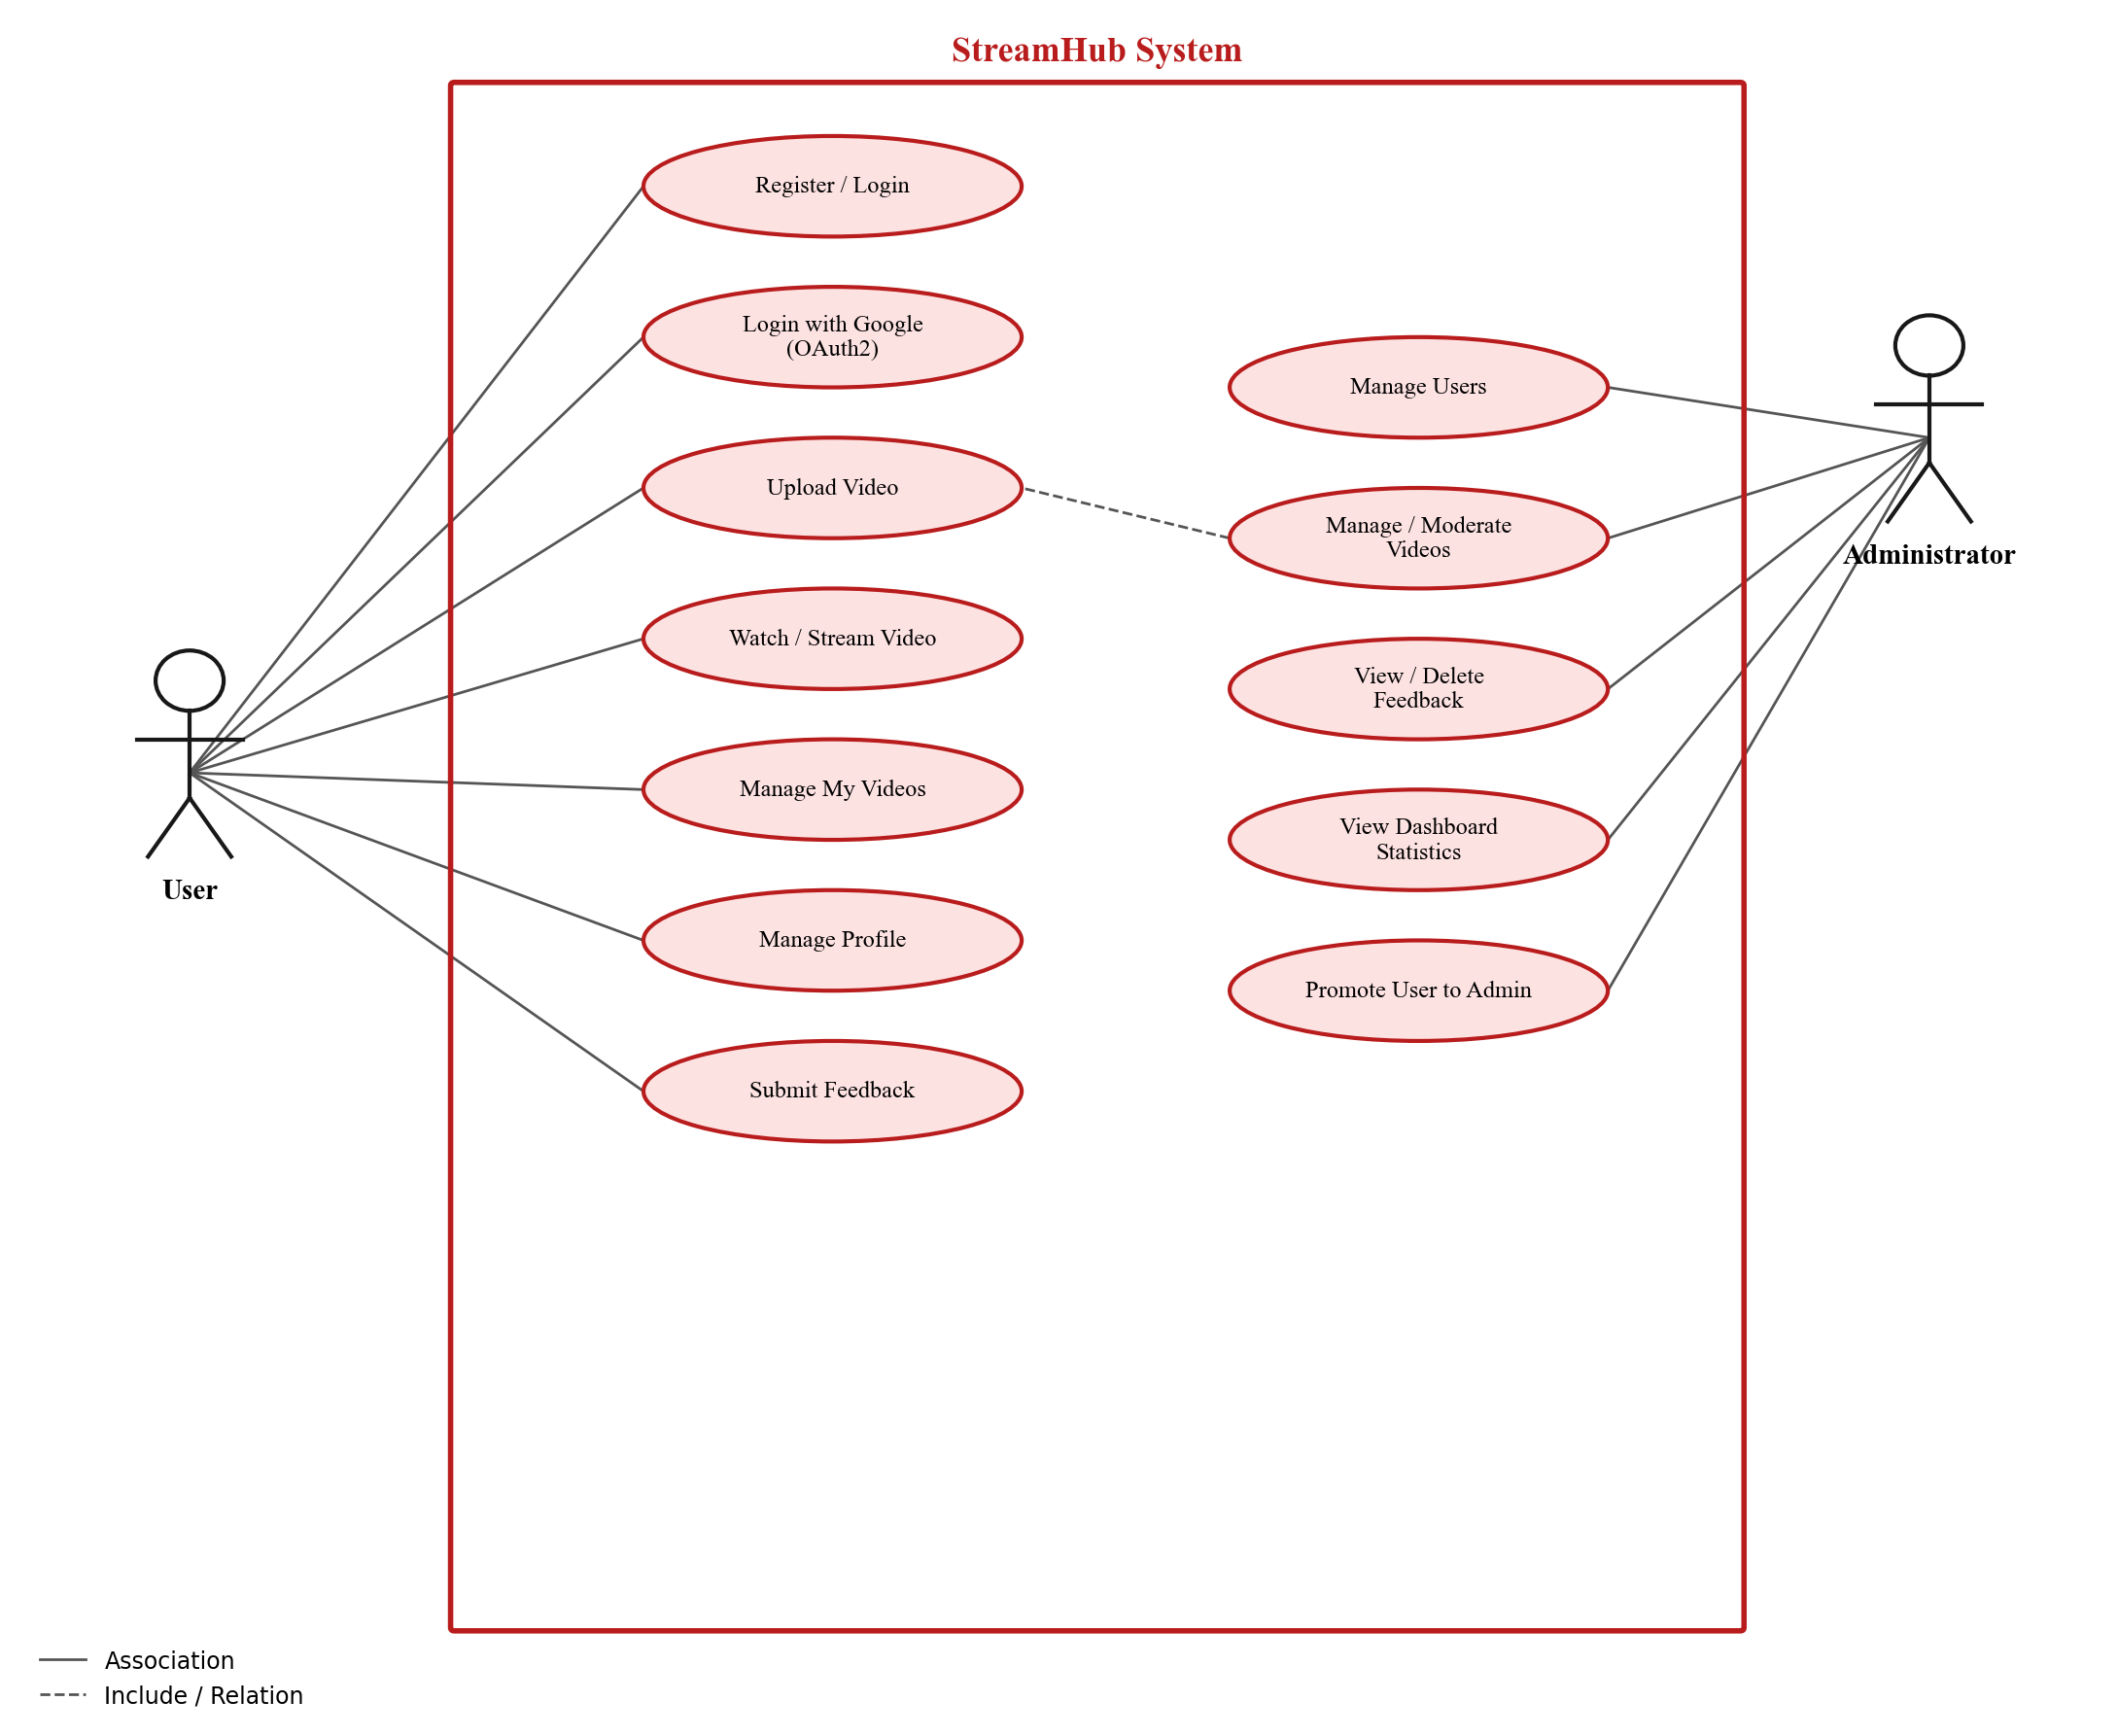 StreamHub System
Register / Login
Login with Google
(OAuth2)
Upload Video
Watch / Stream Video
Manage My Videos
Manage Profile
Submit Feedback
Manage Users
Manage / Moderate
Videos
View / Delete
Feedback
View Dashboard
Statistics
Promote User to Admin
User
Administrator
Association
Include / Relation